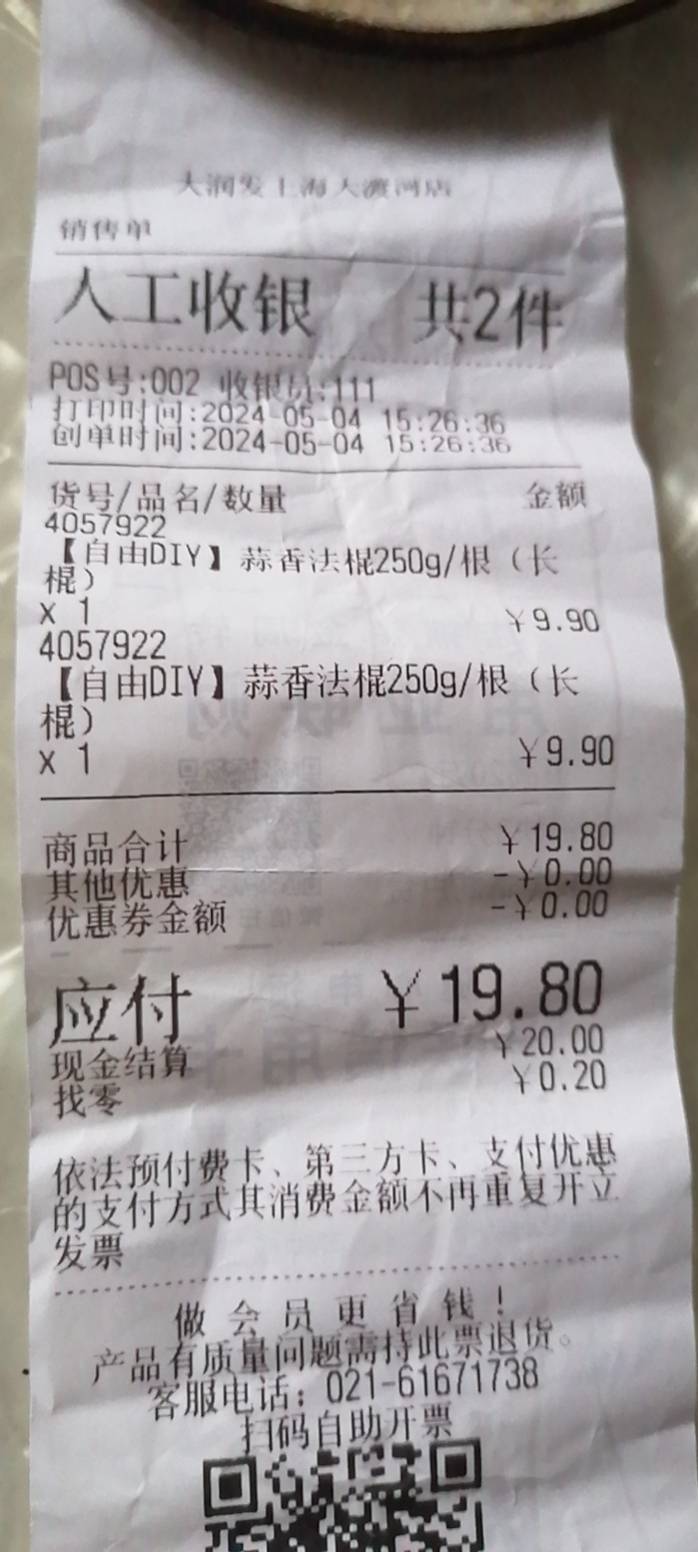 大润发上海大渡河店
销售单
人工收银 共2件
POS号:002 收银员:111
打印时间:2024-05-04 15:26:36
创单时间:2024-05-04 15:26:36
货号/品名/数量 金额
4057922
【自由DIY】蒜香法棍250g/根（长
棍）
x 1 ¥9.90
4057922
【自由DIY】蒜香法棍250g/根（长
棍）
x 1 ¥9.90
商品合计 ¥19.80
其他优惠 -¥0.00
优惠券金额 -¥0.00
应付 ¥19.80
现金结算 ¥20.00
找零 ¥0.20
依法预付费卡、第三方卡、支付优惠
的支付方式其消费金额不再重复开立
发票
做会员更省钱！
产品有质量问题需持此票退货。
客服电话：021-61671738
扫码自助开票